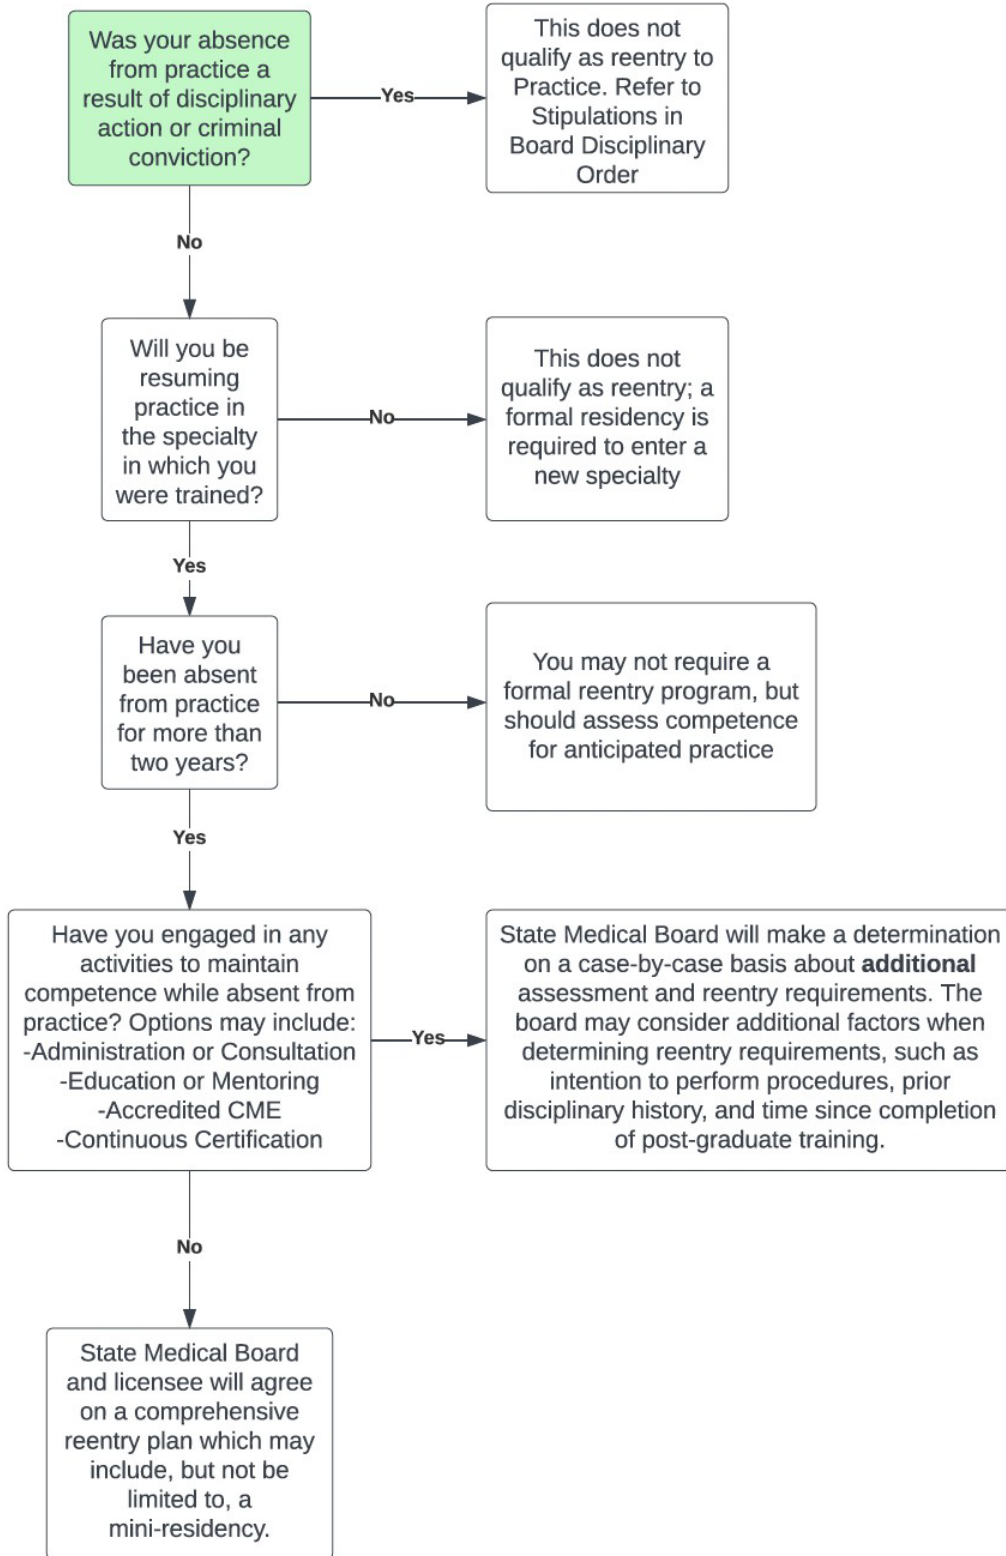 Was your absence
from practice a
result of disciplinary
action or criminal
conviction?
Yes
This does not
qualify as reentry to
Practice. Refer to
Stipulations in
Board Disciplinary
Order
No
Will you be
resuming
practice in
the specialty
in which you
were trained?
No
This does not
qualify as reentry; a
formal residency is
required to enter a
new specialty
Yes
Have you
been absent
from practice
for more than
two years?
No
You may not require a
formal reentry program, but
should assess competence
for anticipated practice
Yes
Have you engaged in any
activities to maintain
competence while absent from
practice? Options may include:
-Administration or Consultation
-Education or Mentoring
-Accredited CME
-Continuous Certification
Yes
State Medical Board will make a determination
on a case-by-case basis about additional
assessment and reentry requirements. The
board may consider additional factors when
determining reentry requirements, such as
intention to perform procedures, prior
disciplinary history, and time since completion
of post-graduate training.
No
State Medical Board
and licensee will agree
on a comprehensive
reentry plan which may
include, but not be
limited to, a
mini-residency.